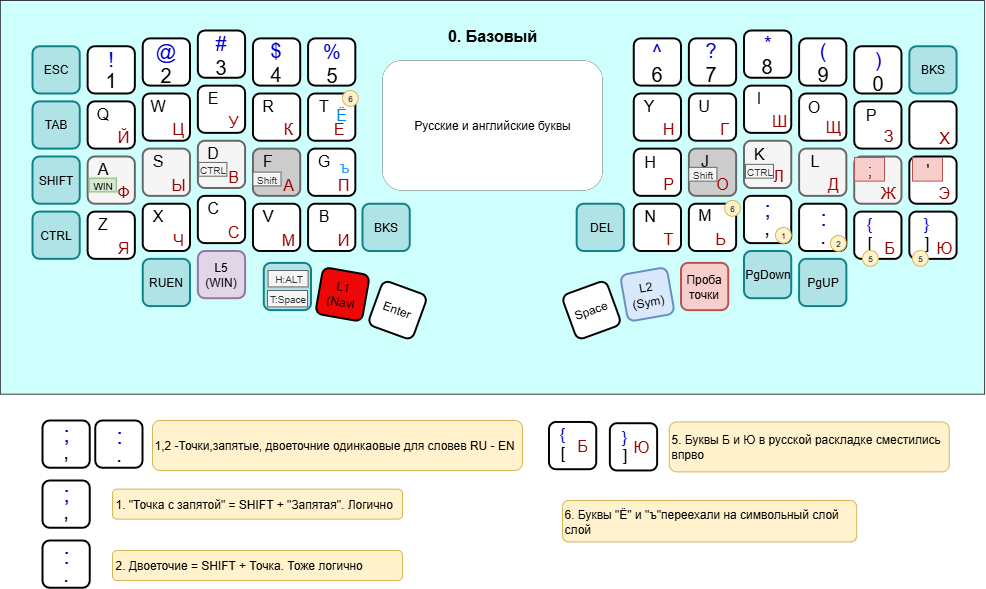 0. Базовый
ESC
!
1
@
2
#
3
$
4
%
5
^
6
?
7
*
8
(
9
)
0
BKS
TAB
Q
Й
W
Ц
E
У
R
К
T
6
Ё
Е
Русские и английские буквы
Y
Н
U
Г
I
Ш
O
Щ
P
З
Х
SHIFT
A
WIN
Ф
S
Ы
D
CTRL
В
F
Shift
А
G
ъ
П
H
Р
J
Shift
О
K
CTRL
Л
L
Д
;
Ж
'
Э
CTRL
Z
Я
X
Ч
C
С
V
М
B
И
BKS
DEL
N
Т
M
6
Ь
;
,
1
:
.
2
{
[ Б
5
}
] Ю
5
RUEN
L5
(WIN)
H:ALT
T:Space
L1
(Navi
Enter
Space
L2
(Sym)
Проба
точки
PgDown
PgUP
;
,
:
.
1,2 -Точки,запятые, двоеточние одинкаовые для словев RU - EN
{
[ Б
}
] Ю
5. Буквы Б и Ю в русской раскладке сместились
впрво
;
,
1. "Точка с запятой" = SHIFT + "Запятая". Логично
6. Буквы "Ё" и "ъ"переехали на символьный слой
слой
:
.
2. Двоеточие = SHIFT + Точка. Тоже логично